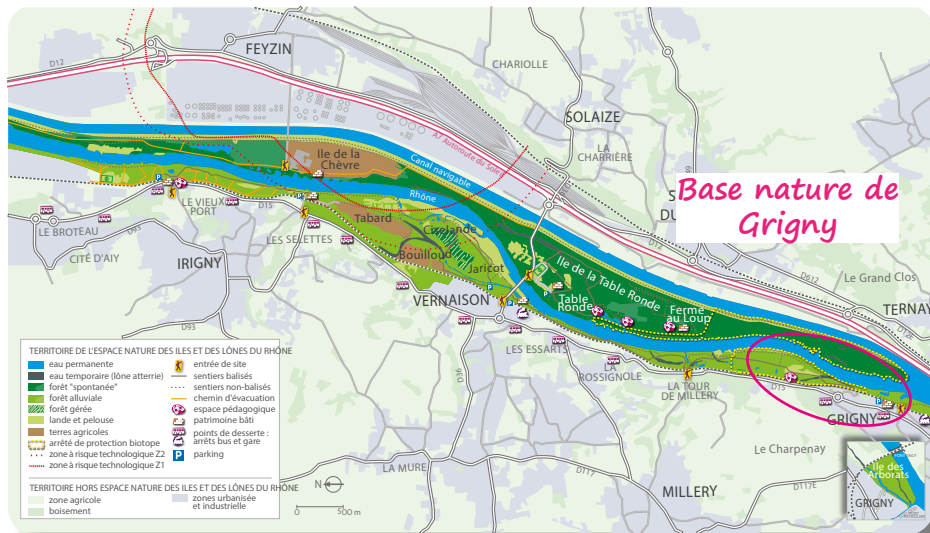 FEYZIN
CHARIOLLE
D12
SOLAIZE
LA
CHARRIÈRE
A7 Autoroute du Soleil
Ile de la
Chèvre
Canal navigable
Rhône
Base nature de
Grigny
LE VIEUX
PORT
D15
LE BROTEAU
D95
CITÉ D'AIY
IRIGNY
LES SELETTES
Tabard
Ciselande
Bouilloud
Jaricot
VERNAISON
Ile de la Table Ronde
Table
Ronde
Ferme
au Loup
D612
Le Grand Clos
TERNAY
D12E
D93
LES ESSARTS
D36
LA
ROSSIGNOLE
LA TOUR
DE MILLERY
D15
GRIGNY
Le Charpenay
LA MURE
D117
D117E
MILLERY
Ile des
Arborats
GRIGNY
TERRITOIRE DE L'ESPACE NATURE DES ILES ET DES LÔNES DU RHÔNE
eau permanente
eau temporaire (lône atterrie)
forêt "spontanée"
forêt alluviale
forêt gérée
lande et pelouse
terres agricoles
arrêté de protection biotope
zone à risque technologique Z2
zone à risque technologique Z1
entrée de site
sentiers balisés
sentiers non-balisés
chemin d'évacuation
espace pédagogique
patrimoine bâti
points de desserte :
arrêts bus et gare
P parking
TERRITOIRE HORS ESPACE NATURE DES ILES ET DES LÔNES DU RHÔNE
zone agricole
boisement
zones urbanisée
et industrielle
N
0 500 m